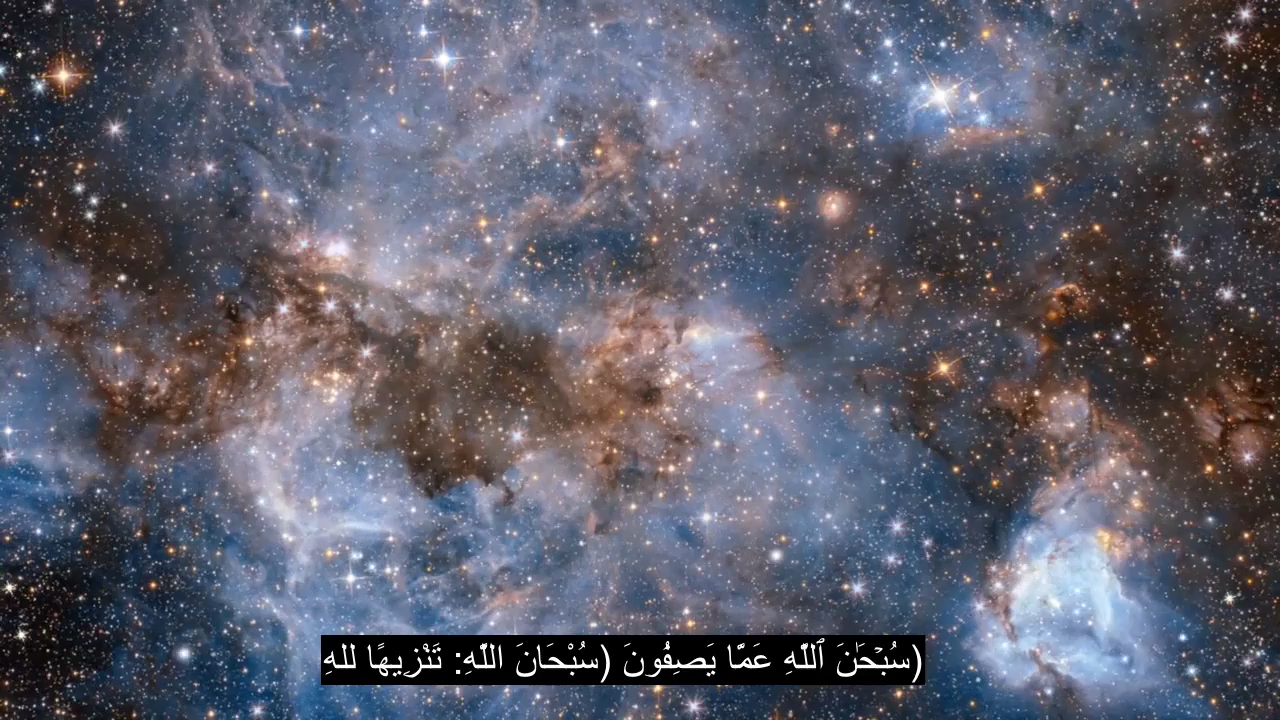 (سُبْحَٰنَ ٱللَّهِ عَمَّا يَصِفُونَ (سُبْحَانَ اللَّهِ: تَنْزِيهًا للهِ